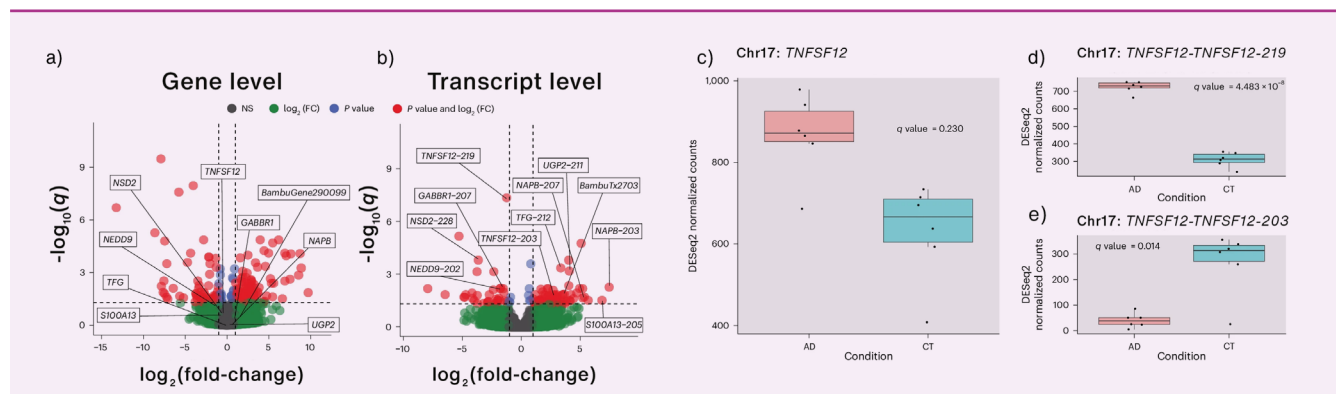 a)
Gene level
b)
Transcript level
NS
log2 (FC)
P value
P value and log2 (FC)
-log10(q)
9
6
3
0
-15
-10
-5
0
5
10
log2(fold-change)
NSD2
TNFSF12
BambuGene290099
NEDD9
GABBR1
NAPB
TFG
S100A13
UGP2
-log10(q)
9
6
3
0
-10
-5
0
5
log2(fold-change)
TNFSF12-219
UGP2-211
GABBR1-207
NAPB-207
BambuTx2703
NSD2-228
TFG-212
NAPB-203
TNFSF12-203
NEDD9-202
S100A13-205
c)
Chr17: TNFSF12
DESeq2 normalized counts
1,000
800
600
400
q value = 0.230
AD
CT
Condition
d)
Chr17: TNFSF12-TNFSF12-219
DESeq2
normalized counts
700
600
500
400
300
q value = 4.483 × 10-8
AD
CT
Condition
e)
Chr17: TNFSF12-TNFSF12-203
DESeq2
normalized counts
300
200
100
0
q value = 0.014
AD
CT
Condition